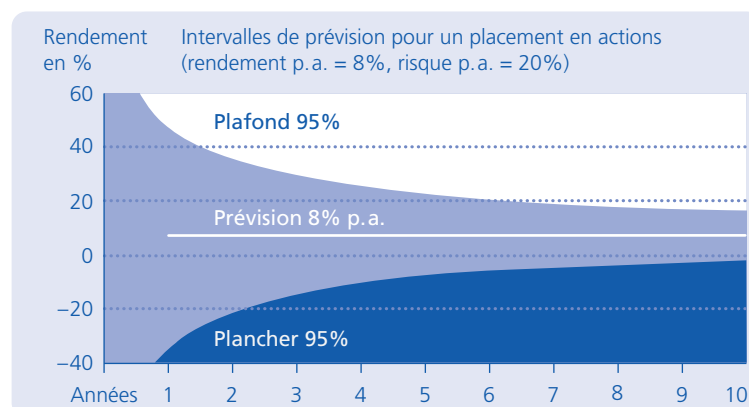 Rendement
en %
Intervalles de prévision pour un placement en actions
(rendement p.a. = 8%, risque p.a. = 20%)
60
Plafond 95%
40
20
Prévision 8% p.a.
0
−20
Plancher 95%
−40
Années 1 2 3 4 5 6 7 8 9 10